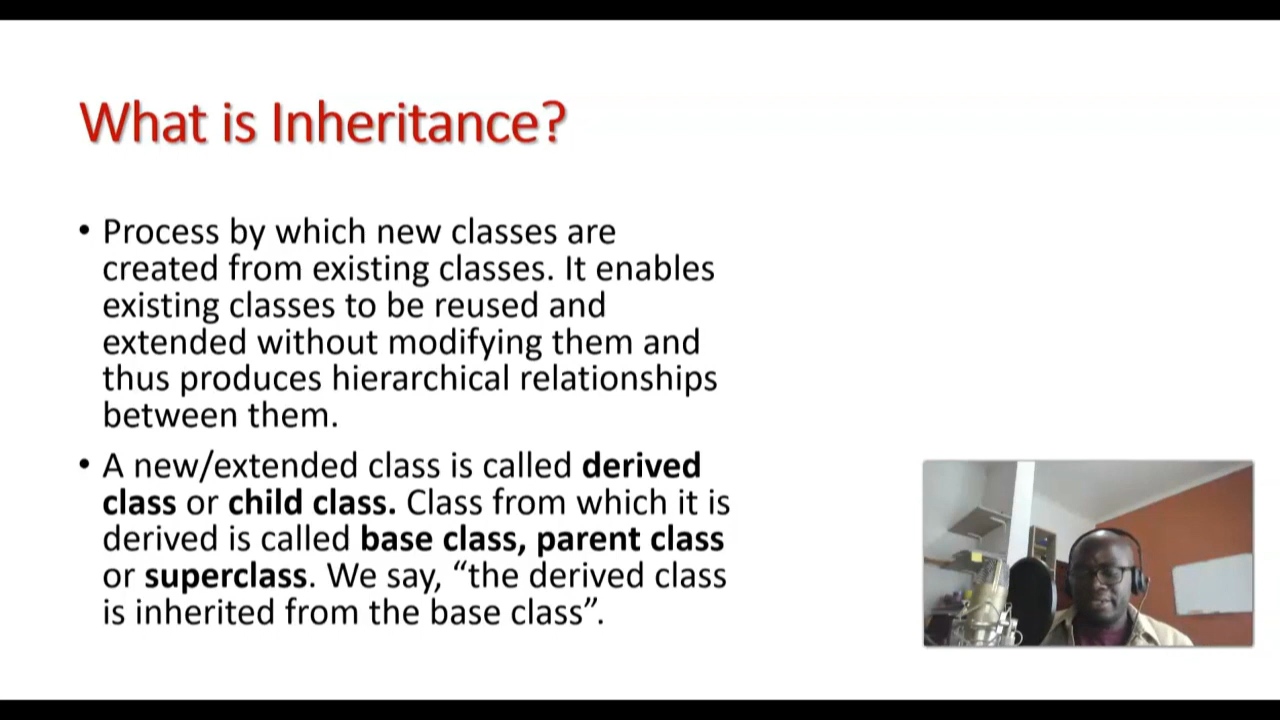 What is Inheritance?
• Process by which new classes are
created from existing classes. It enables
existing classes to be reused and
extended without modifying them and
thus produces hierarchical relationships
between them.
• A new/extended class is called derived
class or child class. Class from which it is
derived is called base class, parent class
or superclass. We say, “the derived class
is inherited from the base class”.